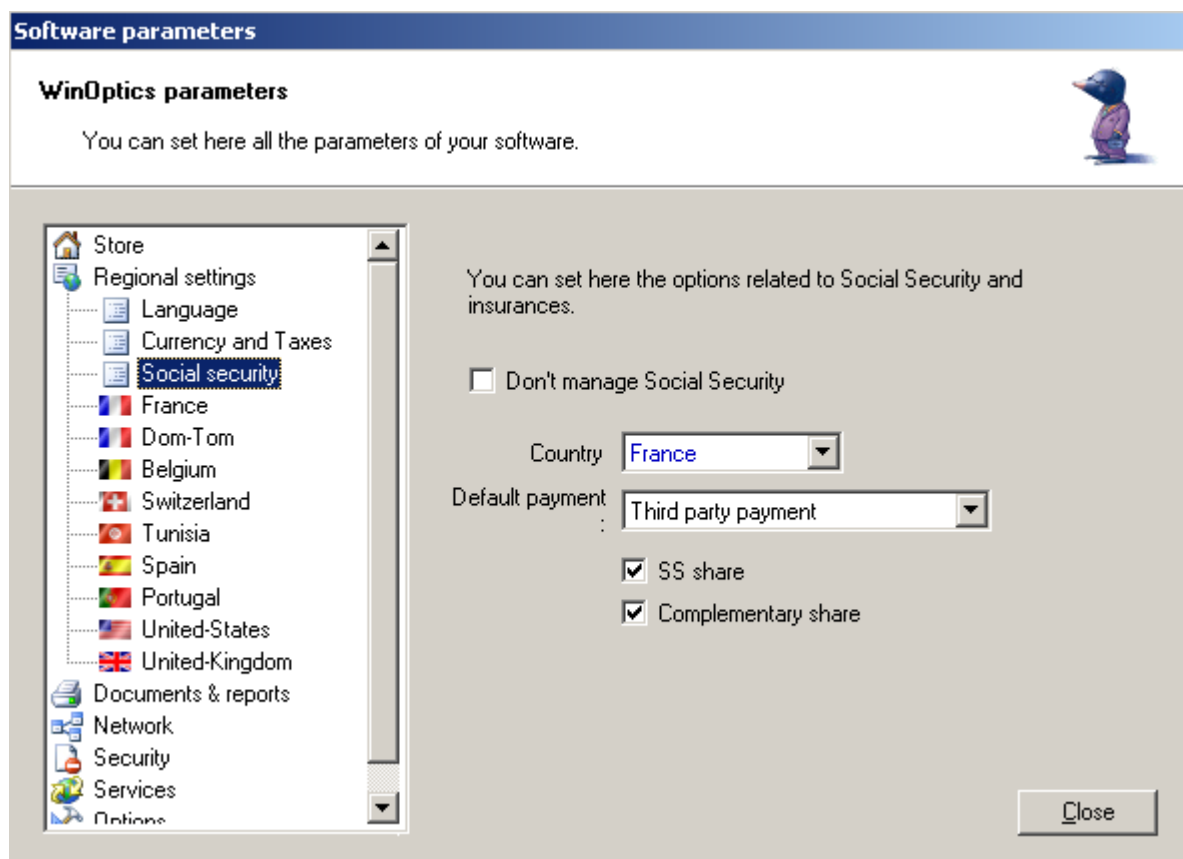 Software parameters
WinOptics parameters
You can set here all the parameters of your software.
Store
Regional settings
Language
Currency and Taxes
Social security
France
Dom-Tom
Belgium
Switzerland
Tunisia
Spain
Portugal
United-States
United-Kingdom
Documents & reports
Network
Security
Services
Options
You can set here the options related to Social Security and
insurances.
Don't manage Social Security
Country France
Default payment
: Third party payment
SS share
Complementary share
Close